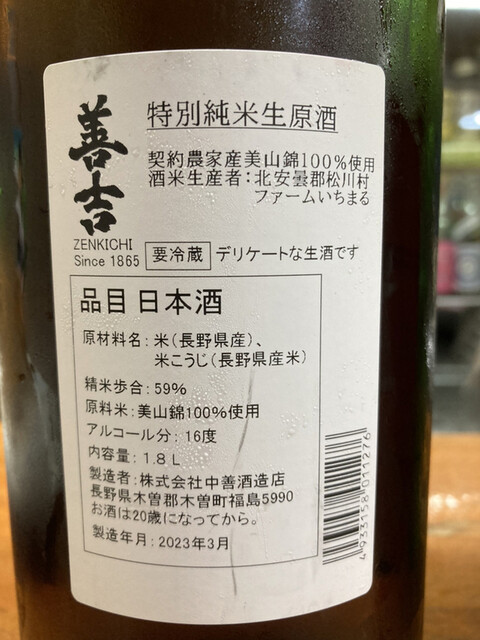 善吉
ZENKICHI
Since 1865
特別純米生原酒
契約農家産美山錦100%使用
酒米生産者：北安曇郡松川村
ファームいちまる
要冷蔵 デリケートな生酒です
品目 日本酒
原材料名：米（長野県産）、
米こうじ（長野県産米）
精米歩合：59%
原料米：美山錦100%使用
アルコール分：16度
内容量：1.8L
製造者：株式会社中善酒造店
長野県木曽郡木曽町福島5990
お酒は20歳になってから。
製造年月：2023年3月
4933158011276